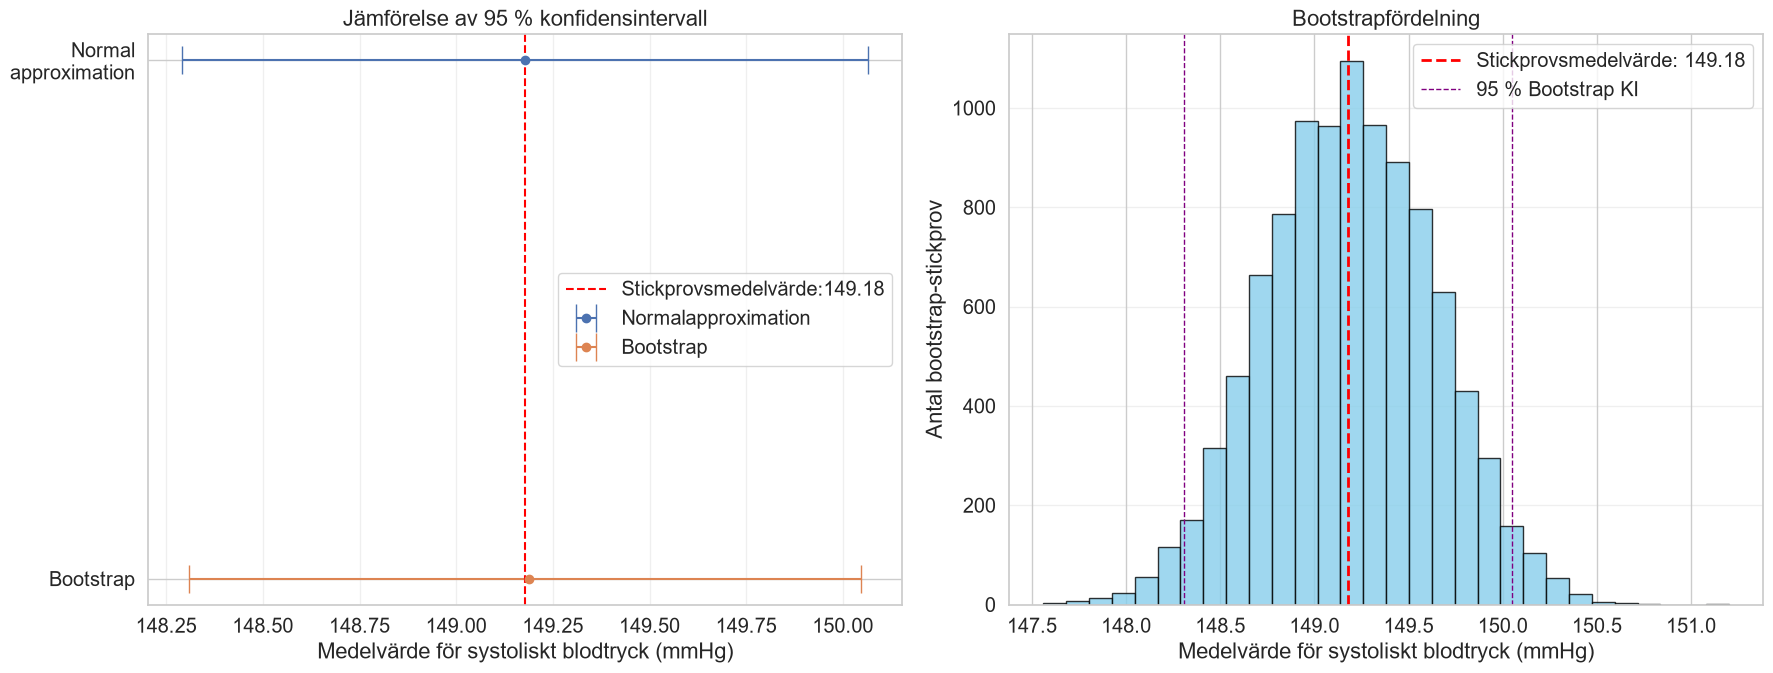 Jämförelse av 95 % konfidensintervall
Normal
approximation
Bootstrap
Stickprovsmedelvärde:149.18
Normalapproximation
Bootstrap
148.25 148.50 148.75 149.00 149.25 149.50 149.75 150.00
Medelvärde för systoliskt blodtryck (mmHg)
Bootstrapfördelning
Stickprovsmedelvärde: 149.18
95 % Bootstrap KI
Antal bootstrap-stickprov
1000
800
600
400
200
0
147.5 148.0 148.5 149.0 149.5 150.0 150.5 151.0
Medelvärde för systoliskt blodtryck (mmHg)